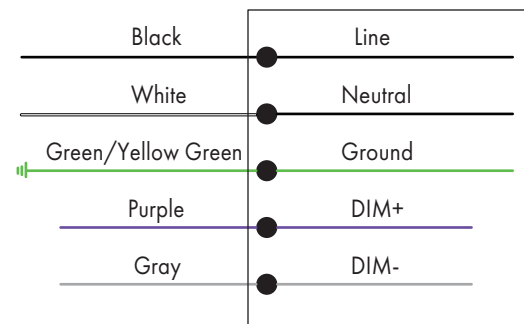 Black Line
White Neutral
Green/Yellow Green Ground
Purple DIM+
Gray DIM-